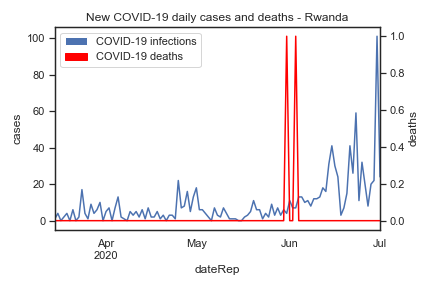 New COVID-19 daily cases and deaths - Rwanda
COVID-19 infections
COVID-19 deaths
100
80
60
40
20
0
cases
1.0
0.8
0.6
0.4
0.2
0.0
deaths
Apr
2020
May
Jun
Jul
dateRep